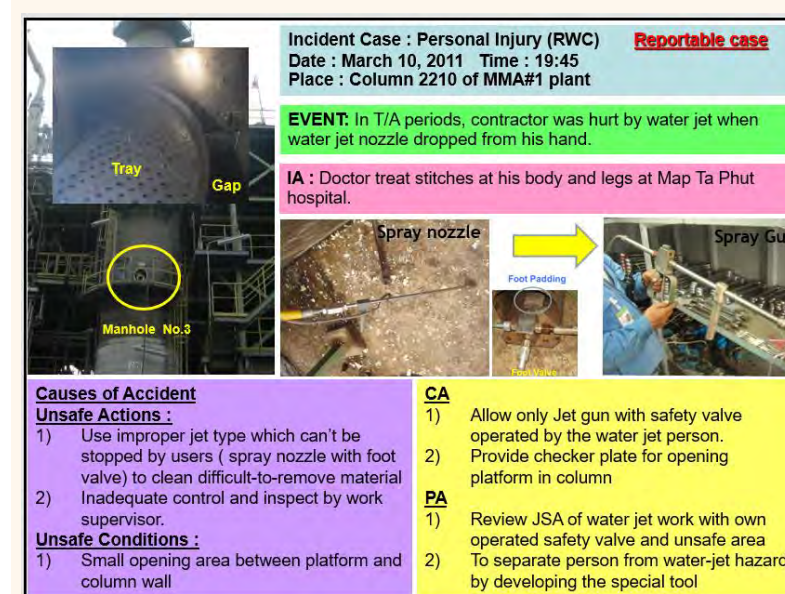 Incident Case : Personal Injury (RWC)
Reportable case
Date : March 10, 2011 Time : 19:45
Place : Column 2210 of MMA#1 plant
EVENT: In T/A periods, contractor was hurt by water jet when
water jet nozzle dropped from his hand.
IA : Doctor treat stitches at his body and legs at Map Ta Phut
hospital.
Tray
Gap
Manhole No.3
Spray nozzle
Foot Padding
Foot Valve
Spray Gu
Causes of Accident
Unsafe Actions :
1) Use improper jet type which can't be
stopped by users ( spray nozzle with foot
valve) to clean difficult-to-remove material
2) Inadequate control and inspect by work
supervisor.
Unsafe Conditions :
1) Small opening area between platform and
column wall
CA
1) Allow only Jet gun with safety valve
operated by the water jet person.
2) Provide checker plate for opening
platform in column
PA
1) Review JSA of water jet work with own
operated safety valve and unsafe area
2) To separate person from water-jet hazard
by developing the special tool